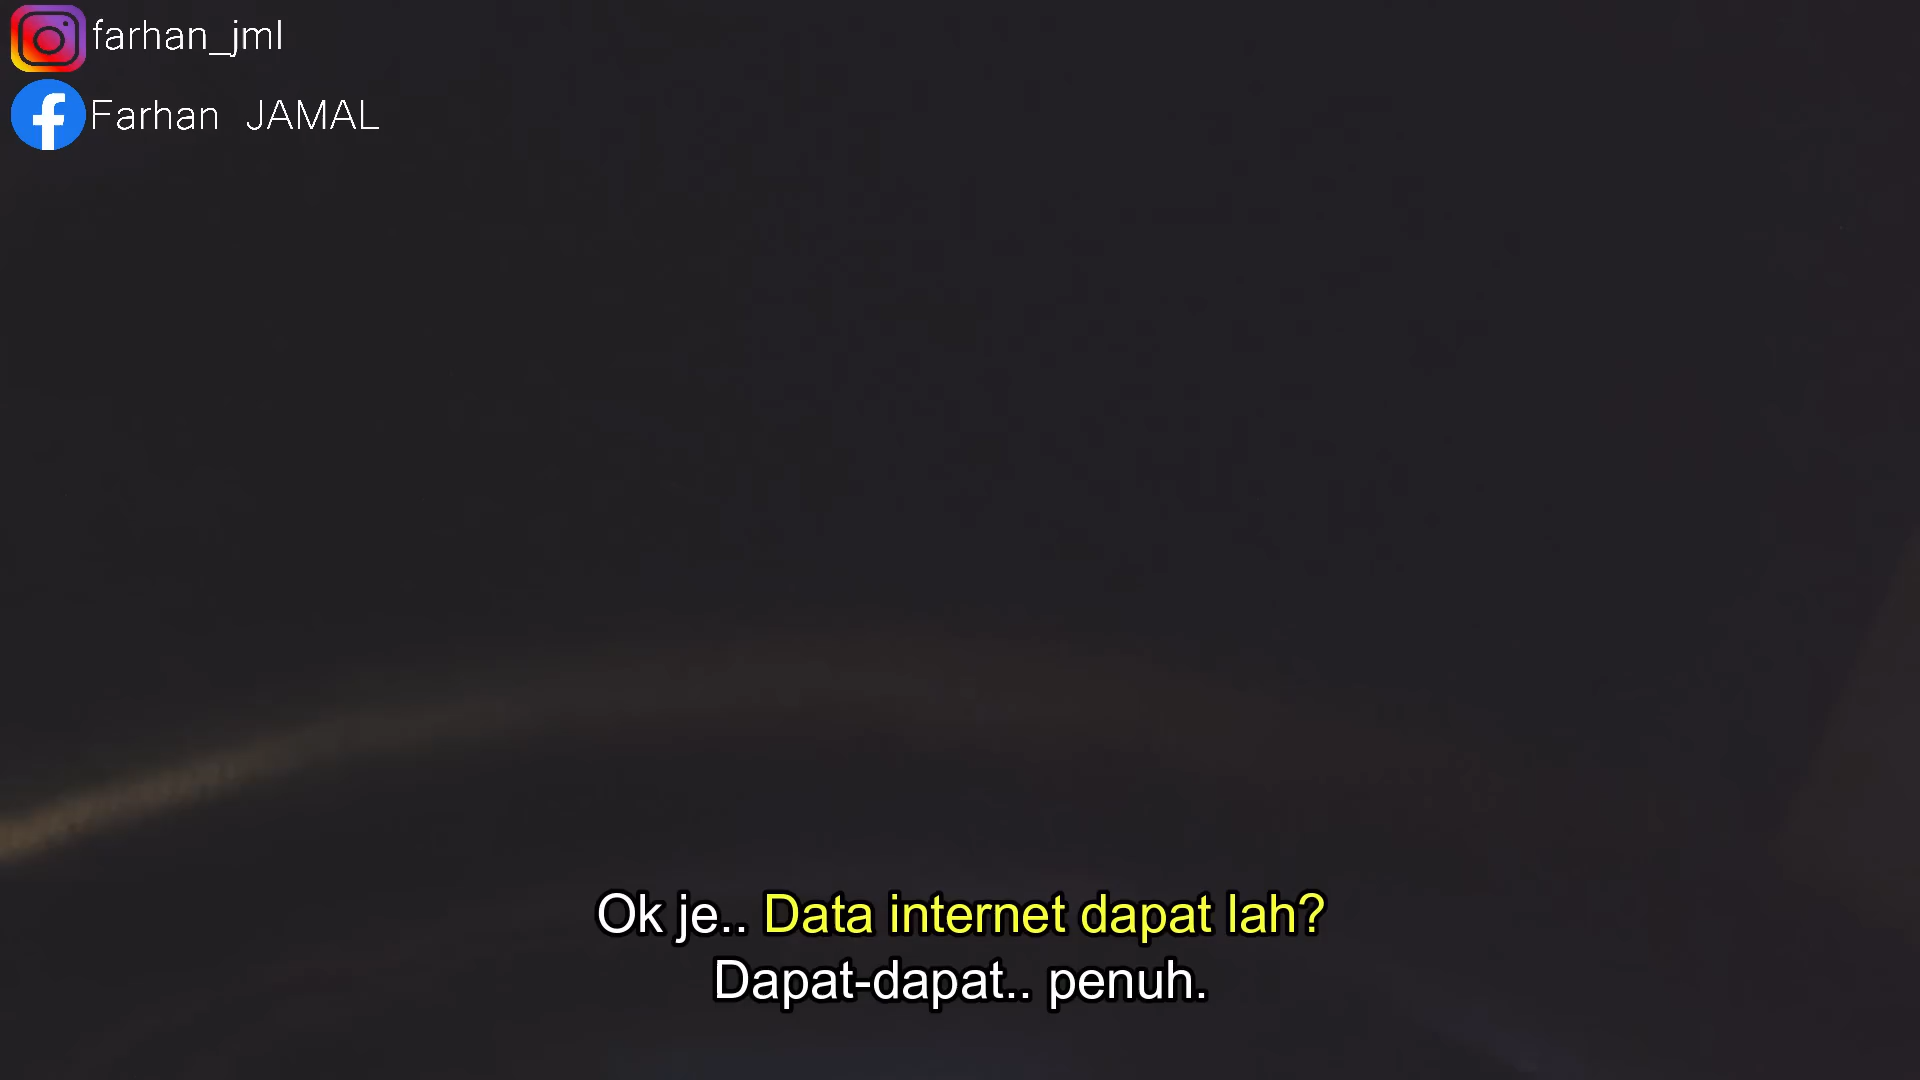 farhan_jml
Farhan JAMAL
Ok je.. Data internet dapat lah?
Dapat-dapat.. penuh.